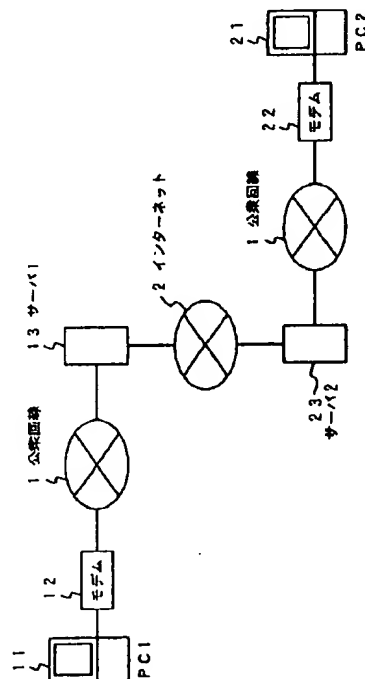 11
PC1
12
モデム
1 公衆回線
13 サーバ1
2 インターネット
23
サーバ2
1 公衆回線
22
モデム
21
PC2